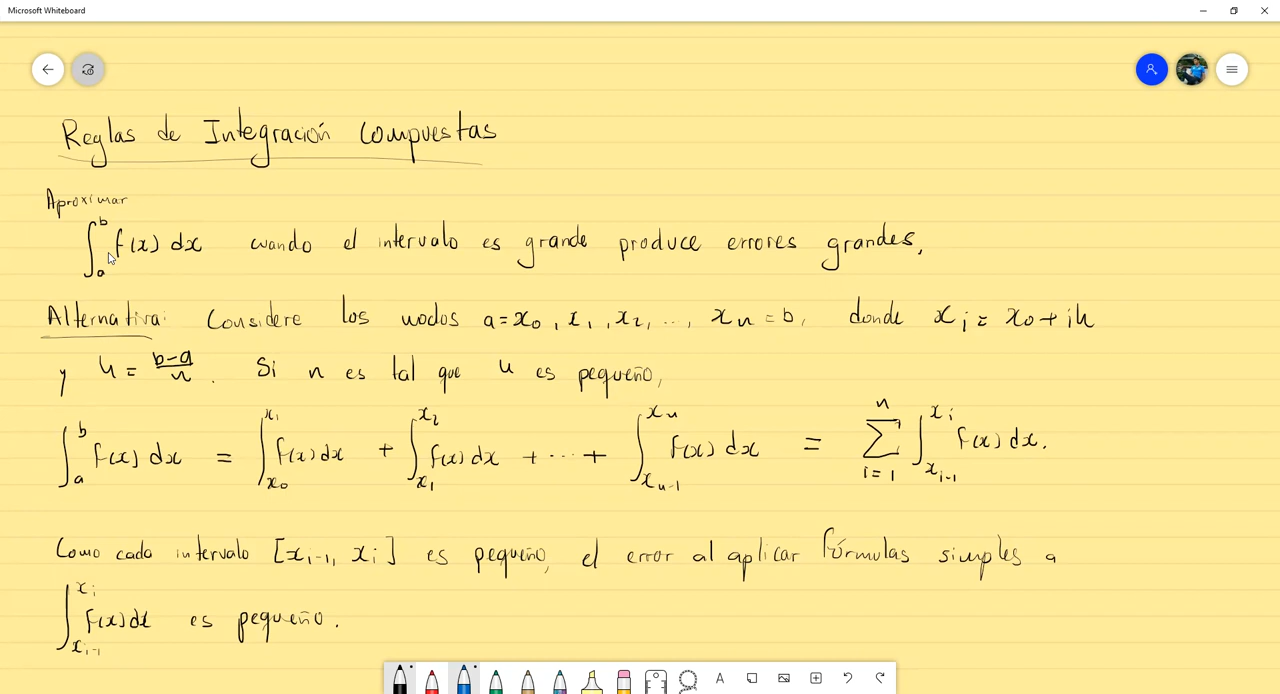 Microsoft Whiteboard
Reglas de Integración Compuestas
Aproximar
∫_a^b f(x) dx cuando el intervalo es grande produce errores grandes,
Alternativa: Considere los nodos a = x_0, x_1, x_2, ..., x_n = b, donde x_i = x_0 + ih
y h = \frac{b-a}{n}. Si n es tal que h es pequeño,
∫_a^b f(x) dx = ∫_{x_0}^{x_1} f(x) dx + ∫_{x_1}^{x_2} f(x) dx + ... + ∫_{x_{n-1}}^{x_n} f(x) dx = ∑_{i=1}^n ∫_{x_{i-1}}^{x_i} f(x) dx.
Como cada intervalo [x_{i-1}, x_i] es pequeño, el error al aplicar fórmulas simples a
∫_{x_{i-1}}^{x_i} f(x) dx es pequeño.
A